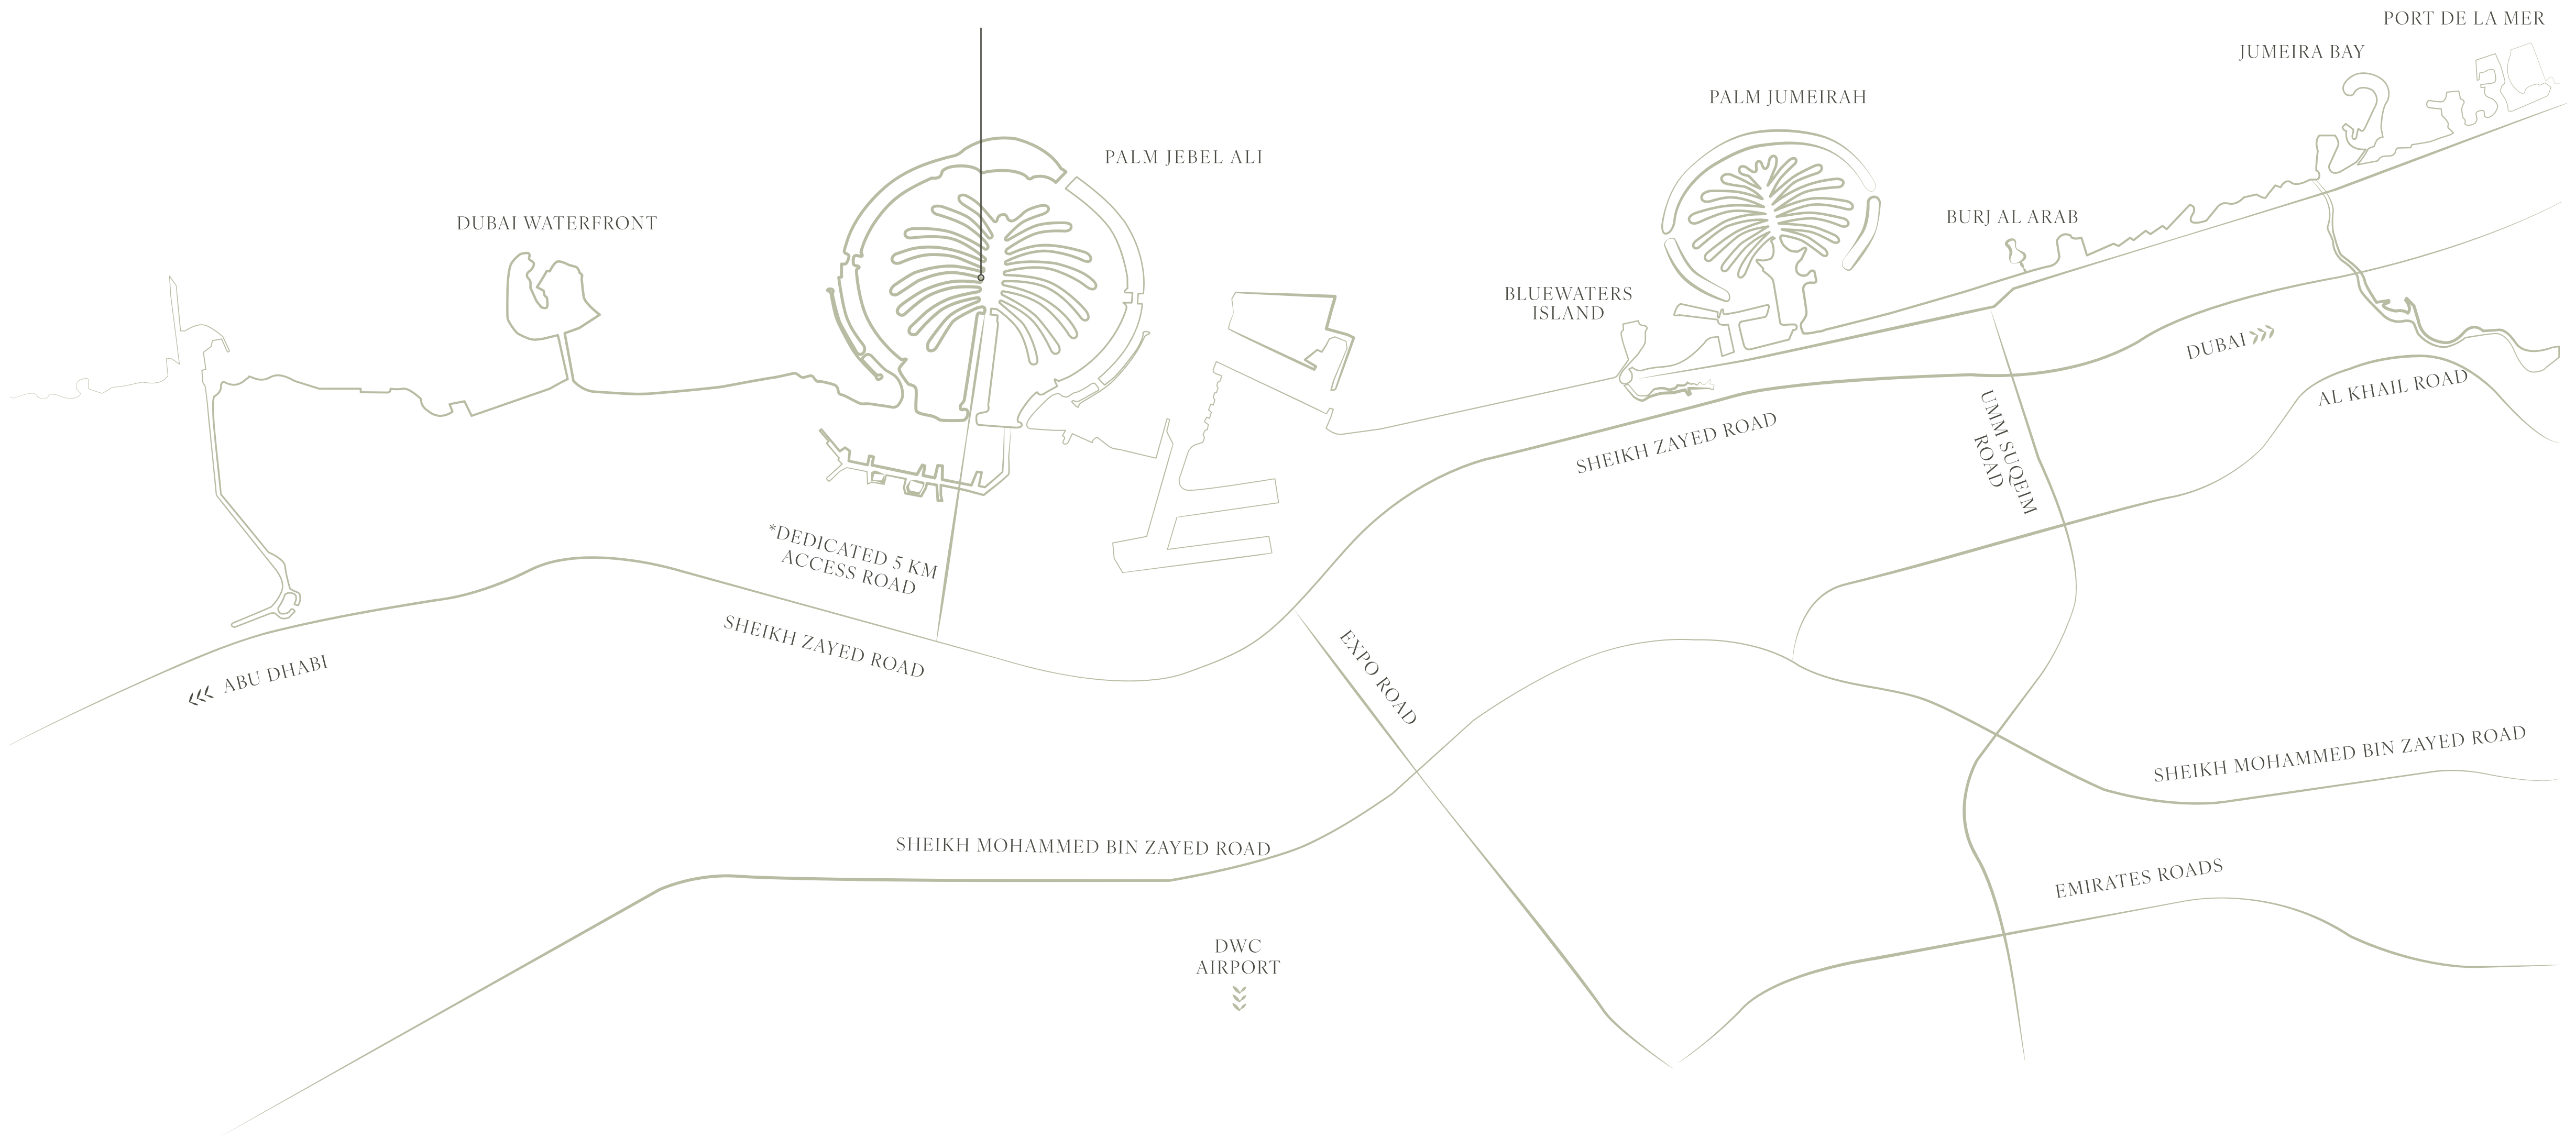 PORT DE LA MER
JUMEIRA BAY
PALM JUMEIRAH
PALM JEBEL ALI
BURJ AL ARAB
DUBAI WATERFRONT
BLUEWATERS
ISLAND
DUBAI
AL KHAIL ROAD
SHEIKH ZAYED ROAD
UMM SUQEIM
ROAD
*DEDICATED 5 KM
ACCESS ROAD
SHEIKH ZAYED ROAD
ABU DHABI
EXPO ROAD
SHEIKH MOHAMMED BIN ZAYED ROAD
SHEIKH MOHAMMED BIN ZAYED ROAD
EMIRATES ROADS
DWC
AIRPORT